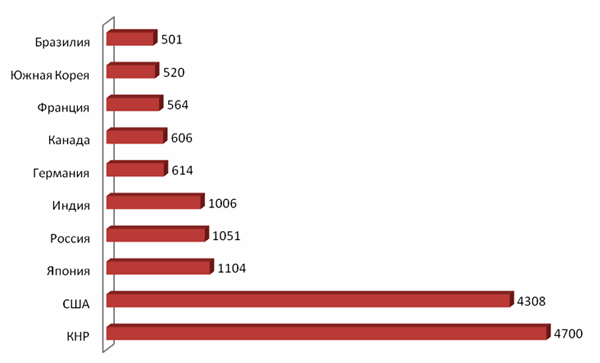 Бразилия 501
Южная Корея 520
Франция 564
Канада 606
Германия 614
Индия 1006
Россия 1051
Япония 1104
США 4308
КНР 4700